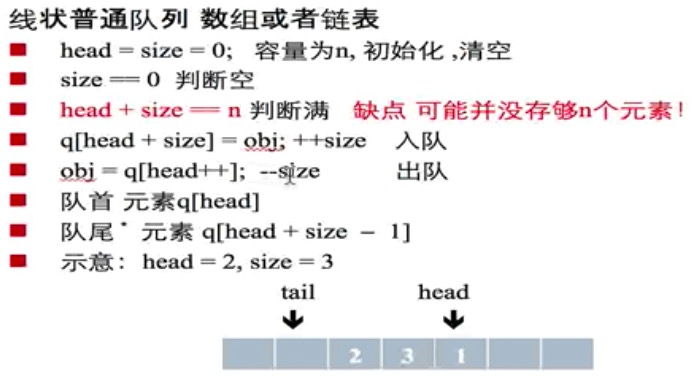 线状普通队列 数组或者链表
head = size = 0; 容量为n, 初始化 ,清空
size == 0 判断空
head + size == n 判断满 缺点 可能并没存够n个元素!
q[head + size] = obj; ++size 入队
obj = q[head++]; --size 出队
队首 元素q[head]
队尾 元素 q[head + size － 1]
示意: head = 2, size = 3
tail head
2 3 1